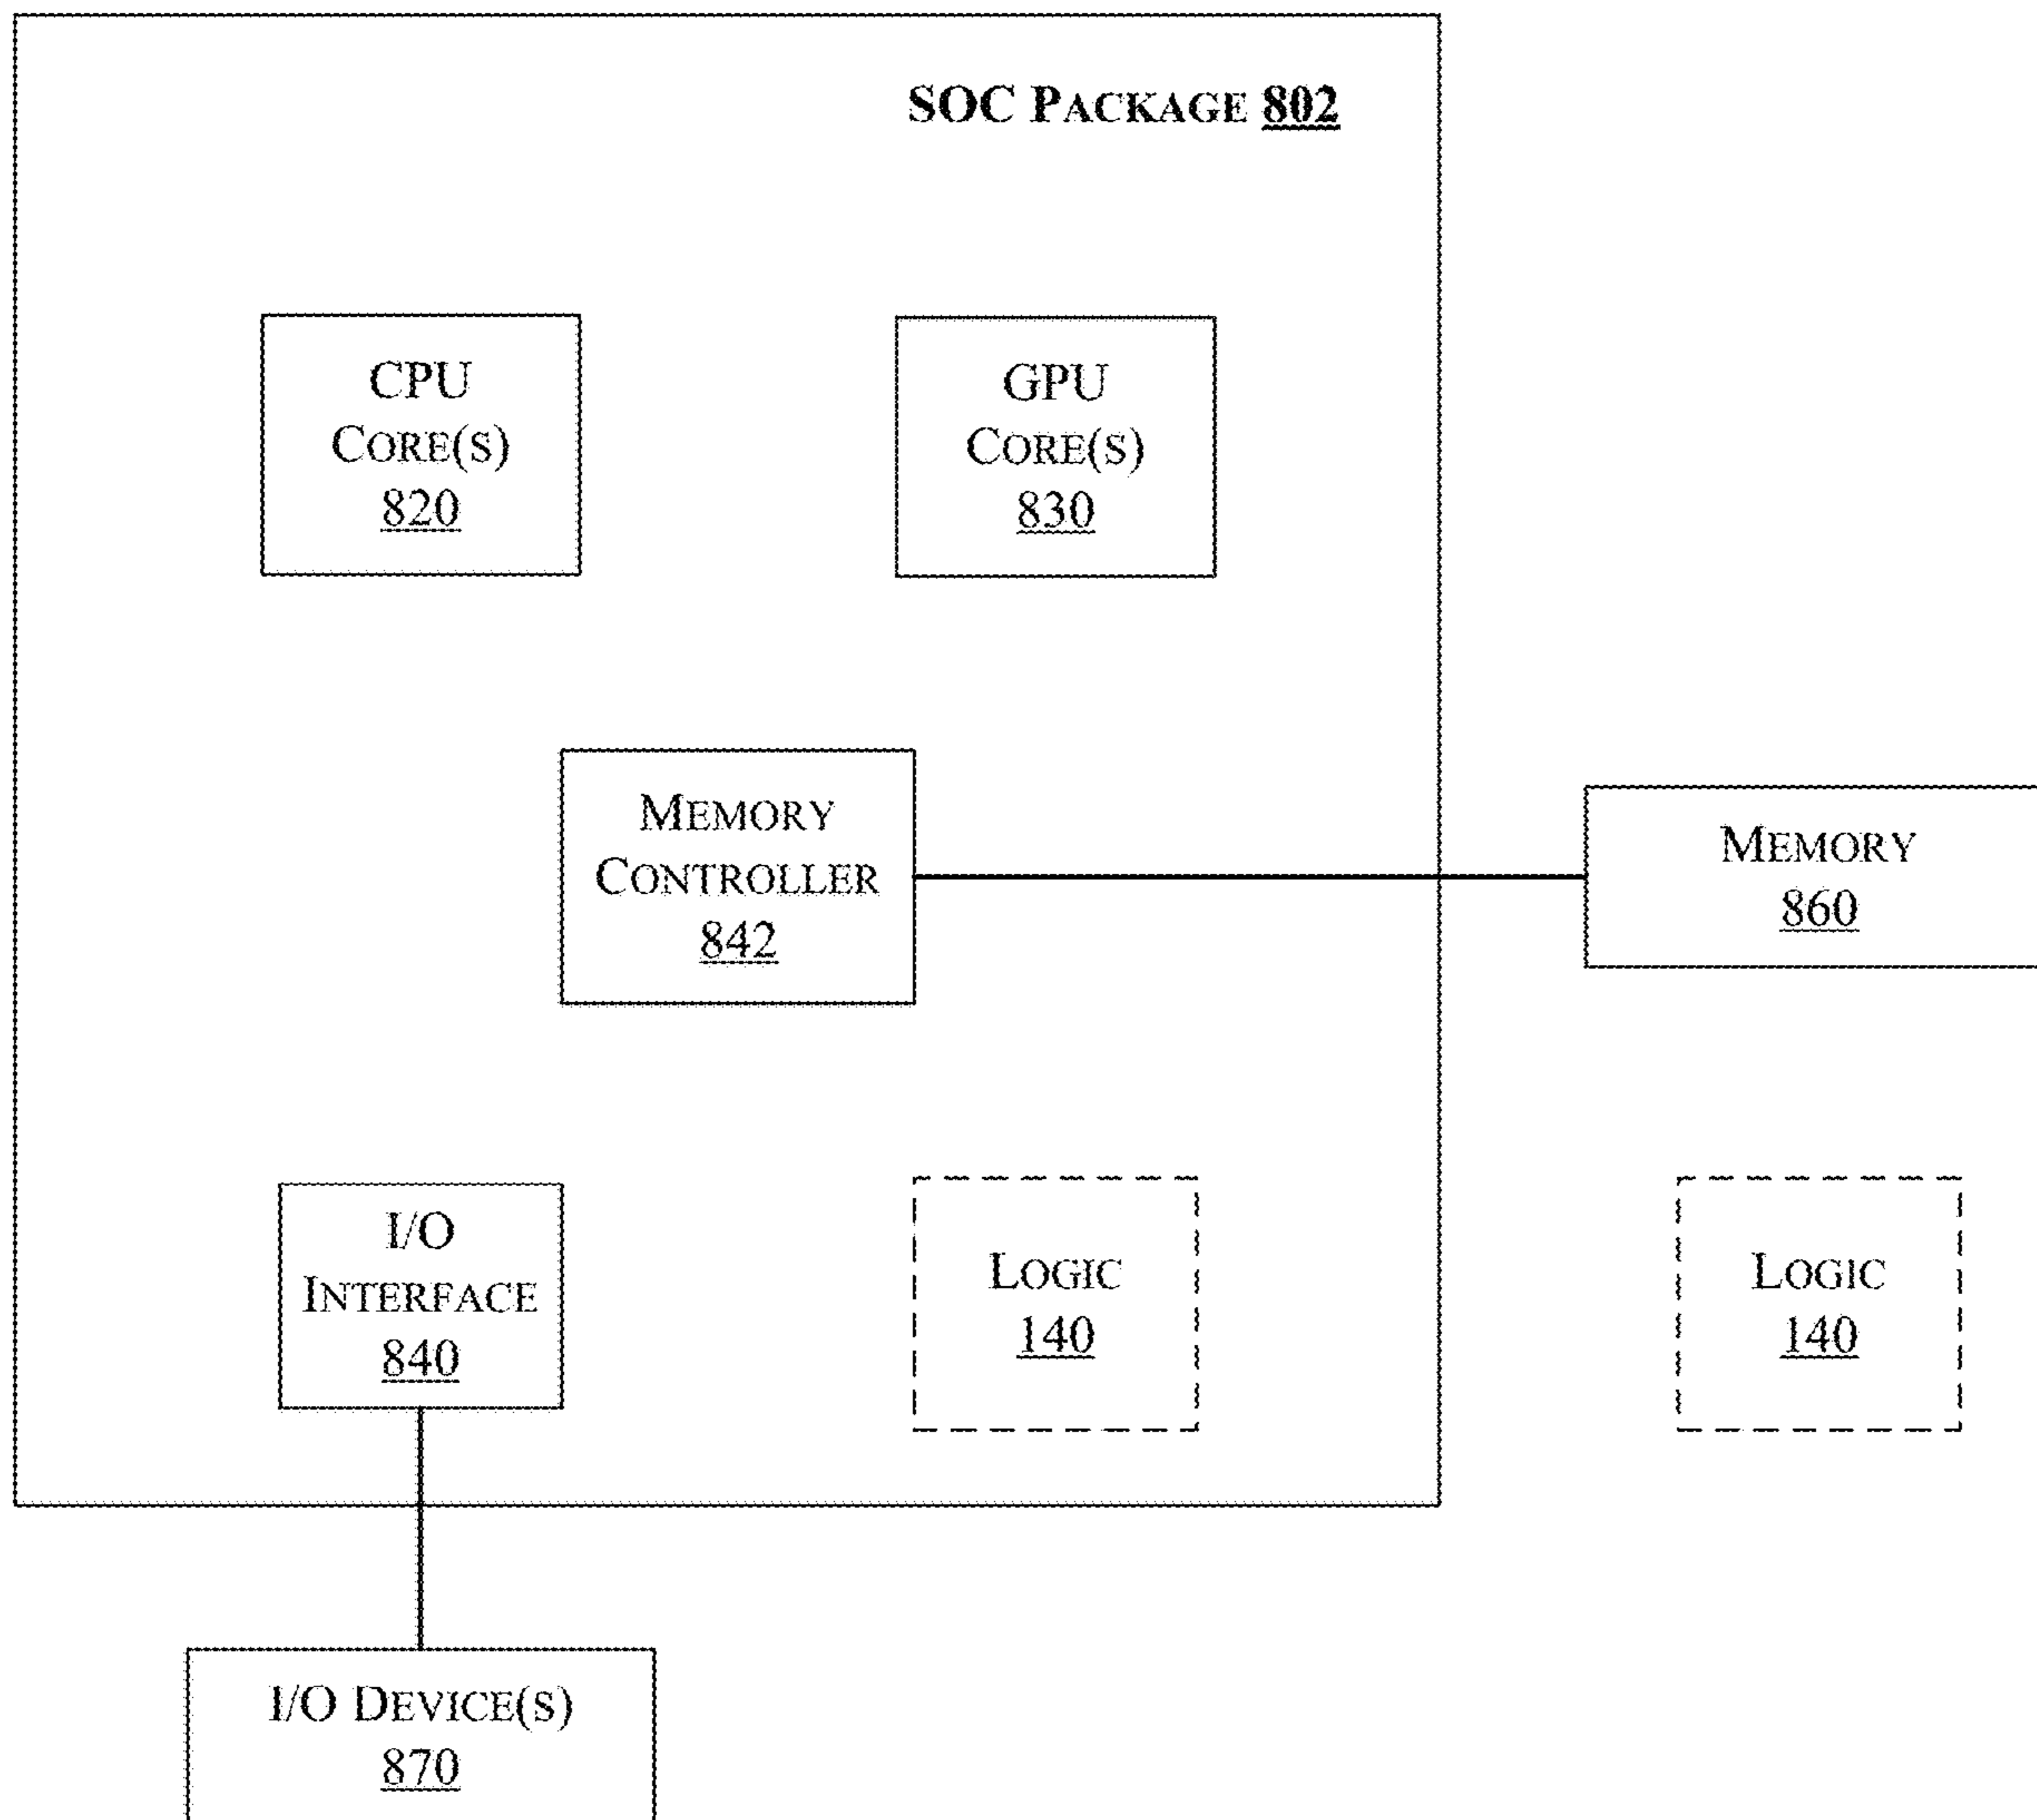 SOC PACKAGE 802
CPU
CORE(S)
820
GPU
CORE(S)
830
MEMORY
CONTROLLER
842
MEMORY
860
I/O
INTERFACE
840
LOGIC
140
LOGIC
140
I/O DEVICE(S)
870